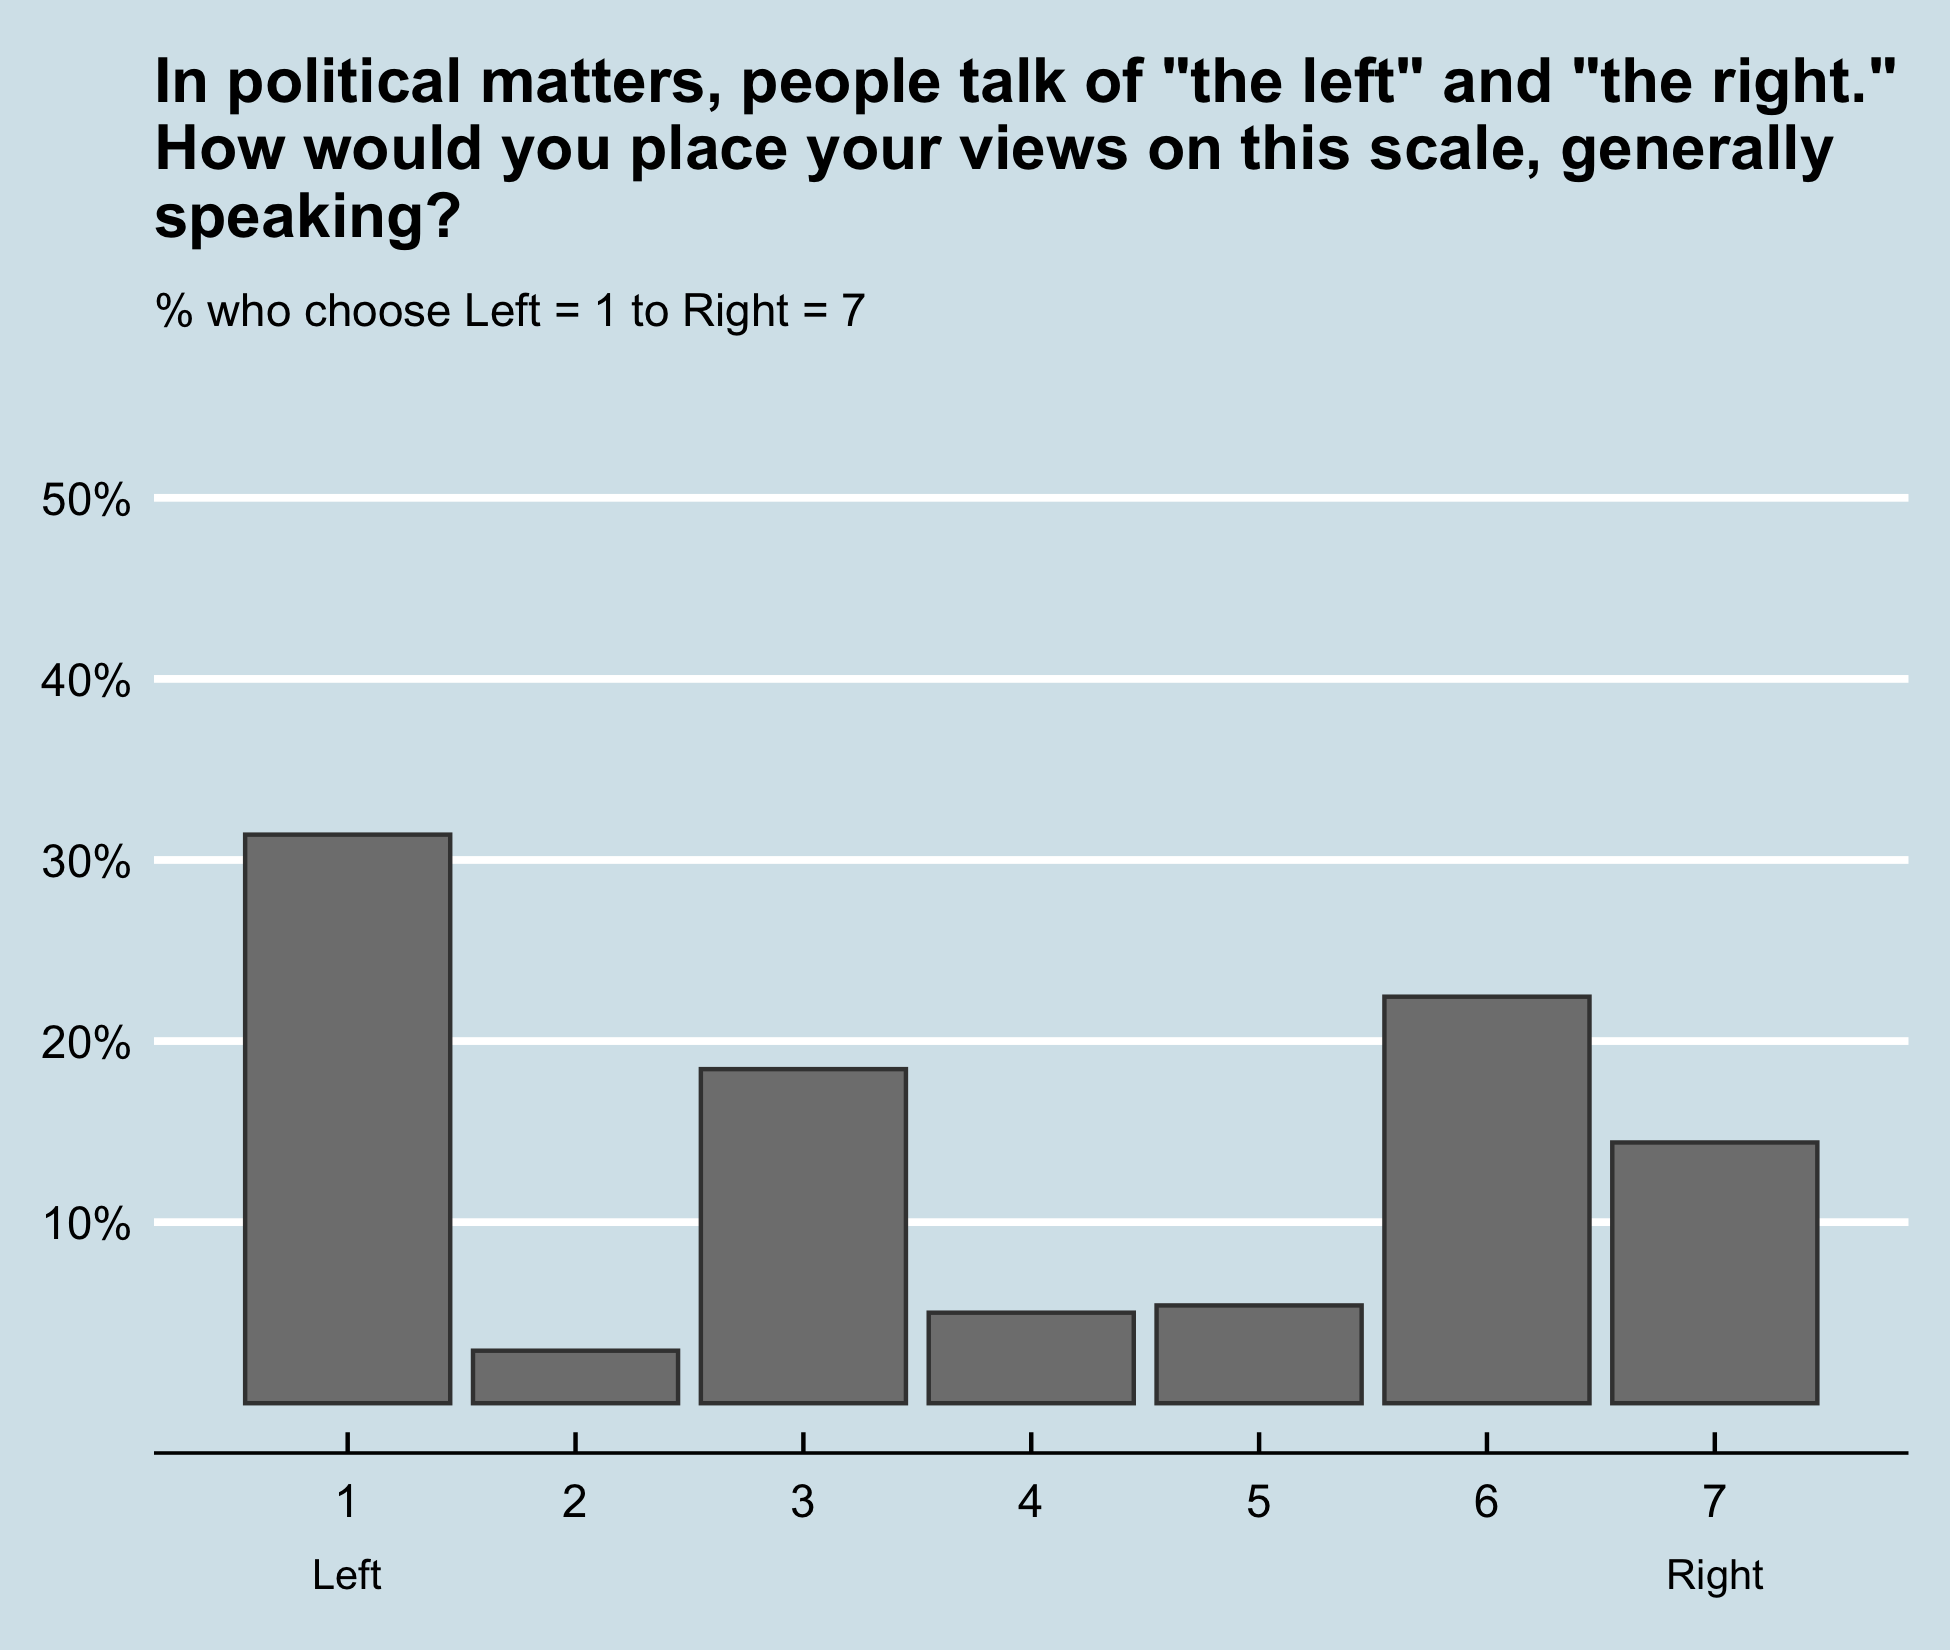 In political matters, people talk of "the left" and "the right."
How would you place your views on this scale, generally
speaking?
% who choose Left = 1 to Right = 7
50%
40%
30%
20%
10%
1 2 3 4 5 6 7
Left Right